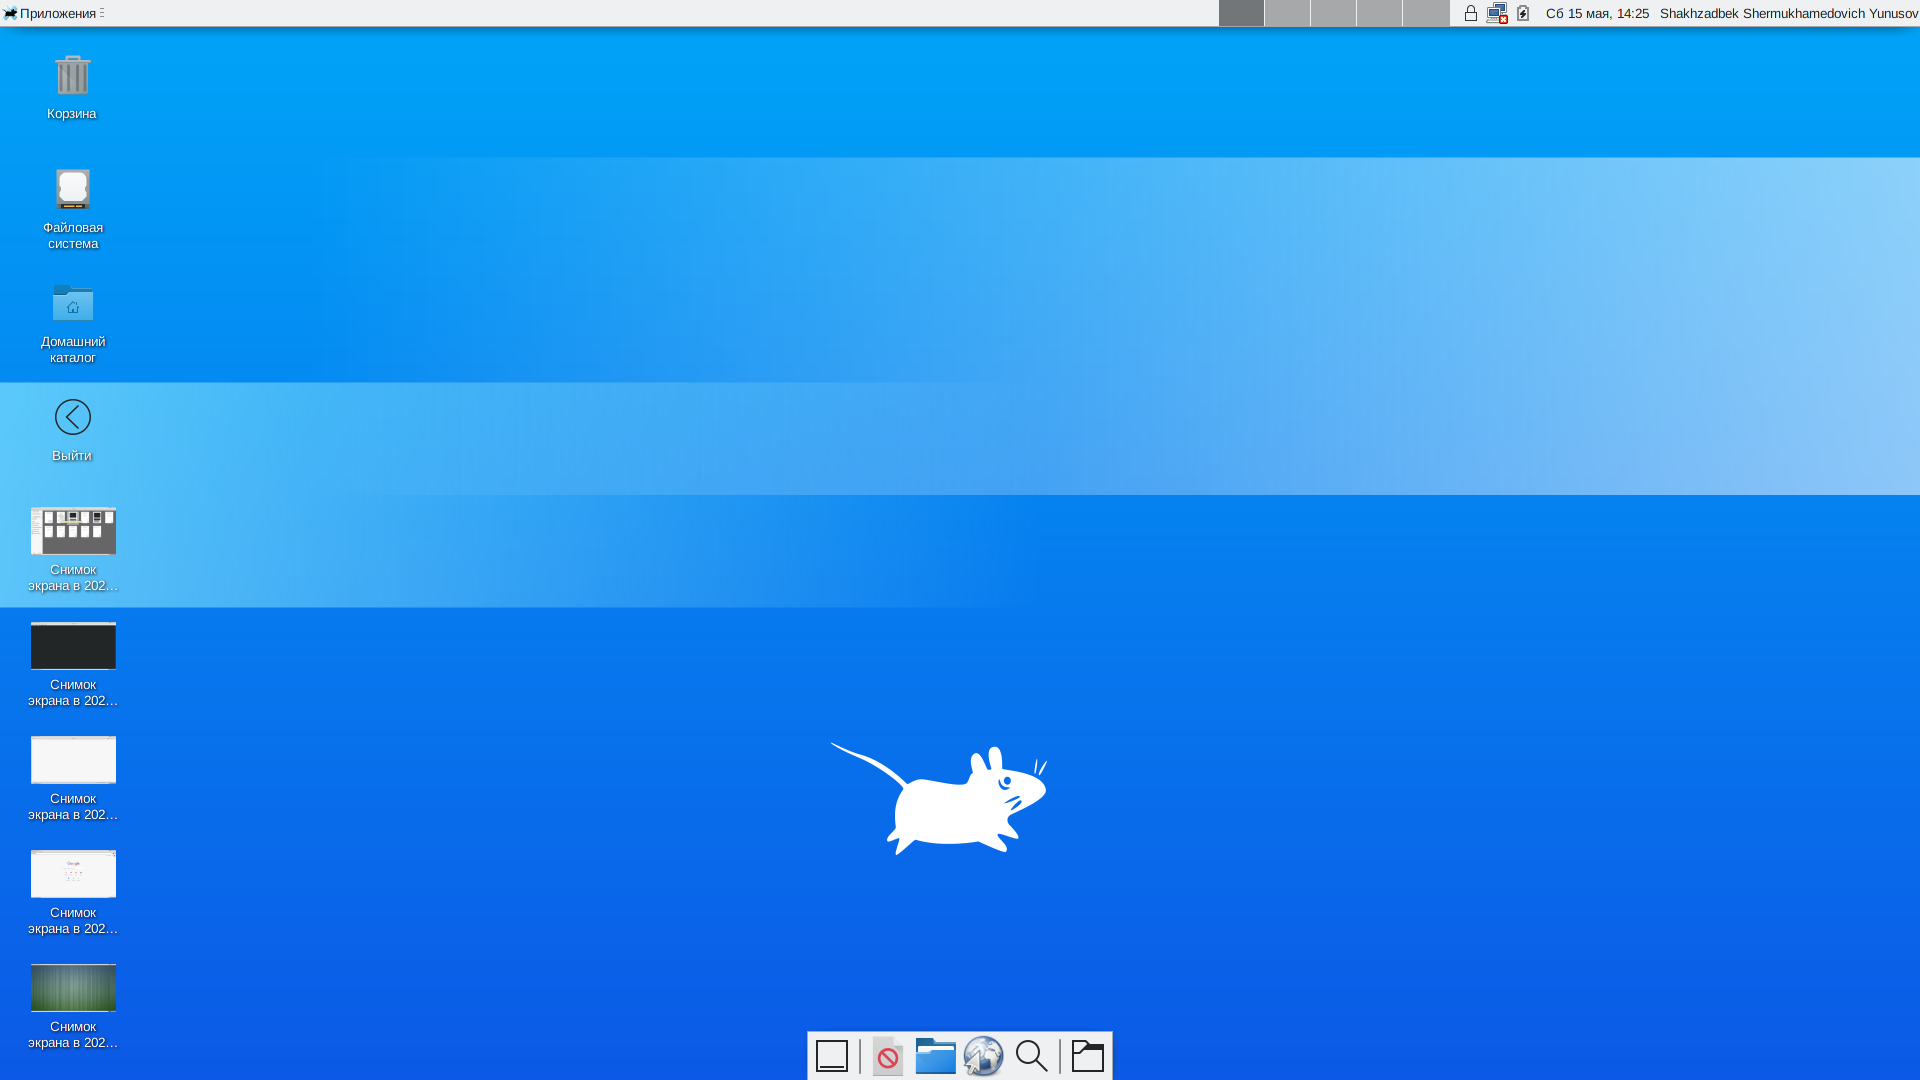 Приложения
Сб 15 мая, 14:25 Shakhzadbek Shermukhamedovich Yunusov
Корзина
Файловая
система
Домашний
каталог
Выйти
Снимок
экрана в 202...
Снимок
экрана в 202...
Снимок
экрана в 202...
Google
Снимок
экрана в 202...
Снимок
экрана в 202...